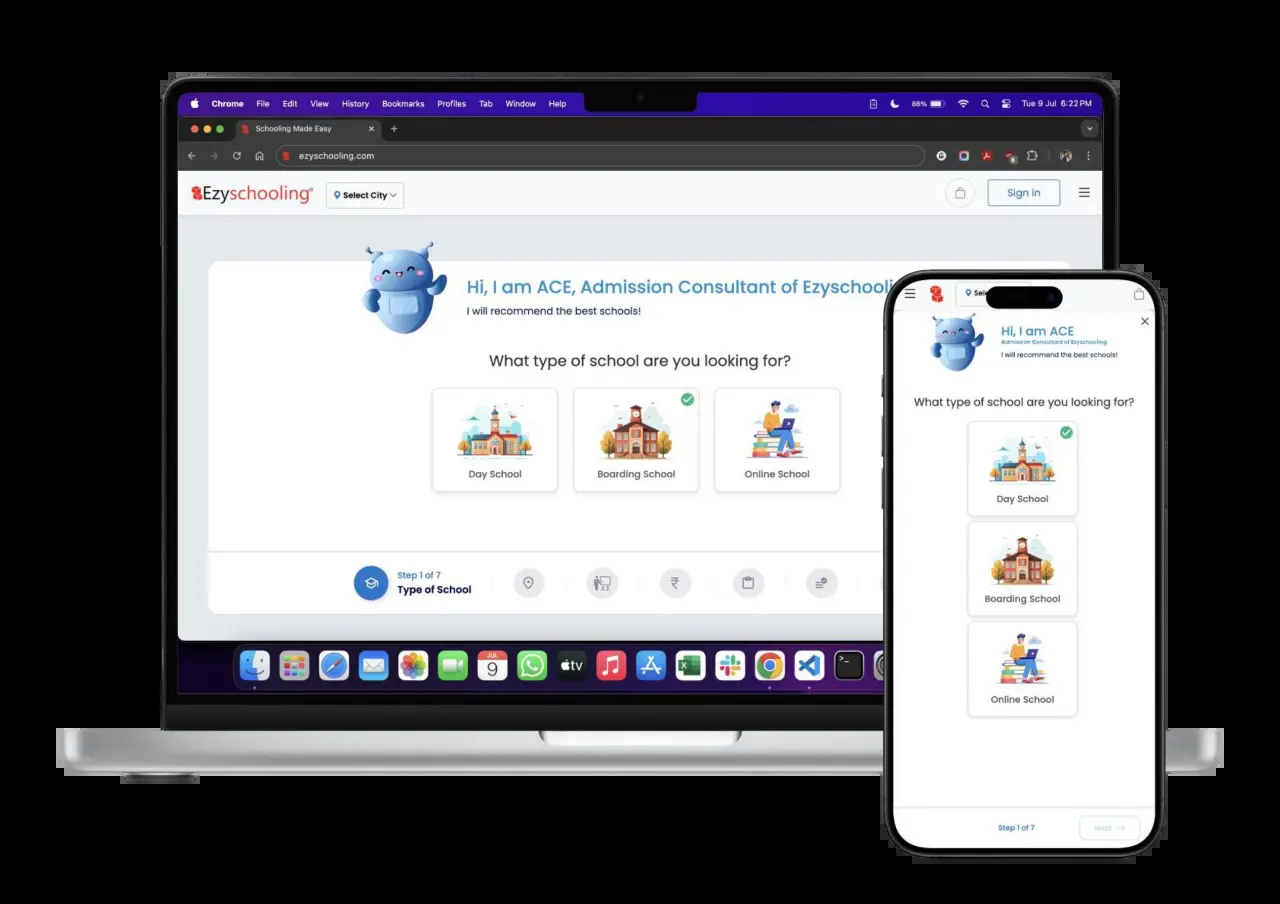 Chrome File Edit View History Bookmarks Profiles Tab Window Help 86% Tue 9 Jul 6:22 PM
Schooling Made Easy
ezyschooling.com
Ezyschooling® Select City Sign in
Hi, I am ACE, Admission Consultant of Ezyschooli
I will recommend the best schools!
What type of school are you looking for?
Day School Boarding School Online School
Step 1 of 7
Type of School
₹
JUL
9
tv
Sele
Hi, I am ACE
Admission Consultant of Ezyschooling
I will recommend the best schools!
What type of school are you looking for?
Day School
Boarding School
Online School
Step 1 of 7 Next